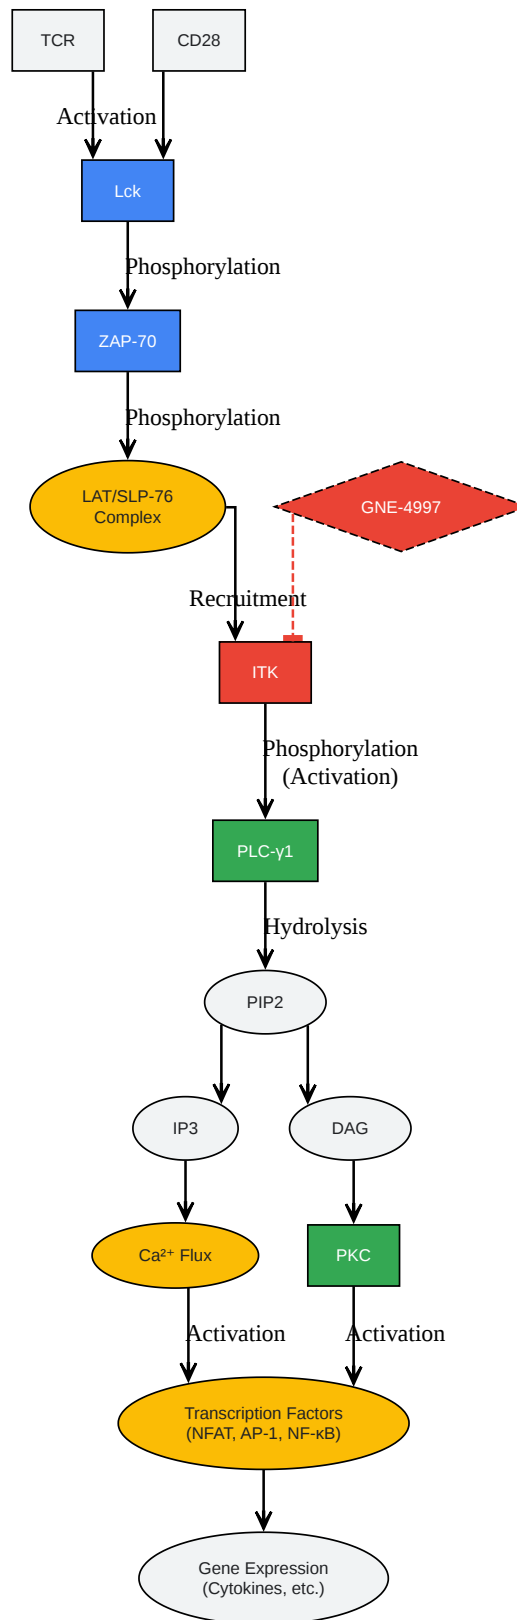 TCR
CD28
Activation
Lck
Phosphorylation
ZAP-70
Phosphorylation
LAT/SLP-76
Complex
GNE-4997
Recruitment
ITK
Phosphorylation
(Activation)
PLC-γ1
Hydrolysis
PIP2
IP3
DAG
Ca²⁺ Flux
PKC
Activation
Activation
Transcription Factors
(NFAT, AP-1, NF-κB)
Gene Expression
(Cytokines, etc.)